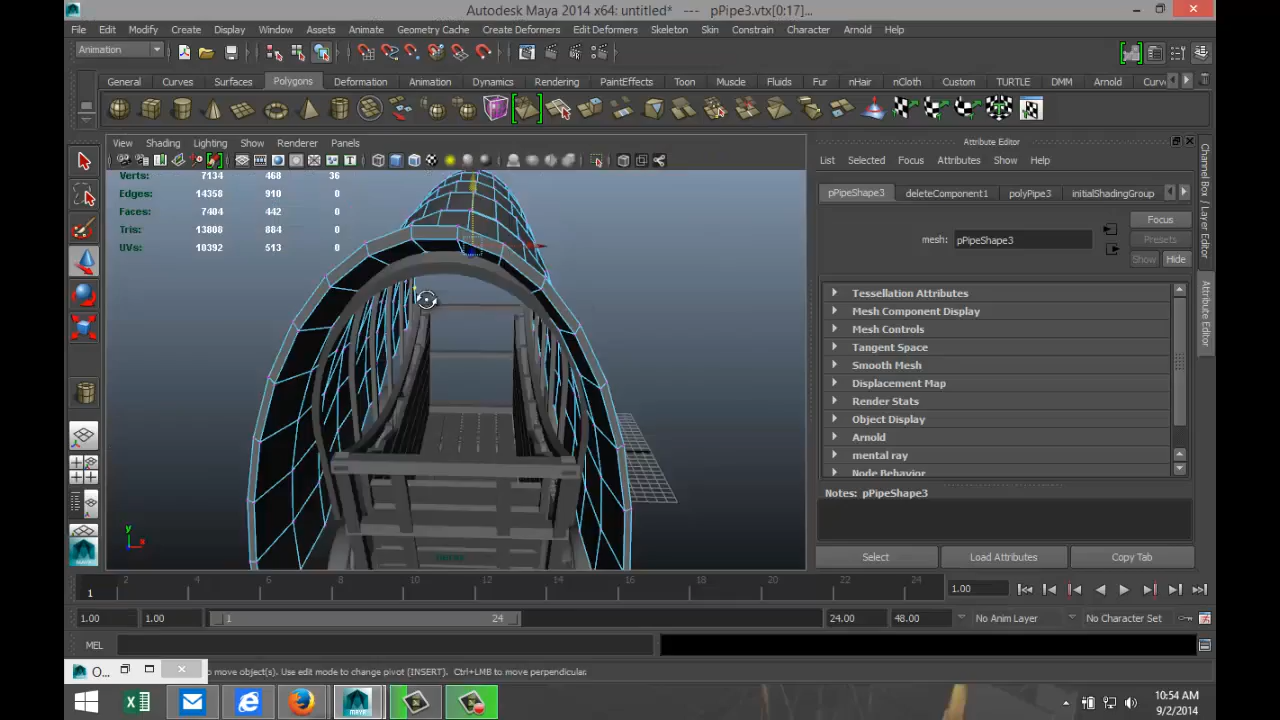 Autodesk Maya 2014 x64: untitled* --- pPipe3.vtx[0:17]...
File Edit Modify Create Display Window Assets Animate Geometry Cache Create Deformers Edit Deformers Skeleton Skin Constrain Character Arnold Help
Animation
General Curves Surfaces Polygons Deformation Animation Dynamics Rendering PaintEffects Toon Muscle Fluids Fur nHair nCloth Custom TURTLE DMM Arnold Curv
View Shading Lighting Show Renderer Panels
Attribute Editor
List Selected Focus Attributes Show Help
Verts: 7134 468 36
Edges: 14358 910 0
Faces: 7404 442 0
Tris: 13808 884 0
UVs: 10392 513 0
pPipeShape3 deleteComponent1 polyPipe3 initialShadingGroup
Focus
mesh: pPipeShape3
Presets
Show Hide
Tessellation Attributes
Mesh Component Display
Mesh Controls
Tangent Space
Smooth Mesh
Displacement Map
Render Stats
Object Display
Arnold
mental ray
Node Behavior
Notes: pPipeShape3
Select Load Attributes Copy Tab
Channel Box / Layer Editor
Attribute Editor
y
2 4 6 8 10 12 14 16 18 20 22 24
1
1.00
1.00 1.00 1 24 24.00 48.00 No Anim Layer No Character Set
MEL
O... to move object(s). Use edit mode to change pivot [INSERT]. Ctrl+LMB to move perpendicular.
10:54 AM
9/2/2014